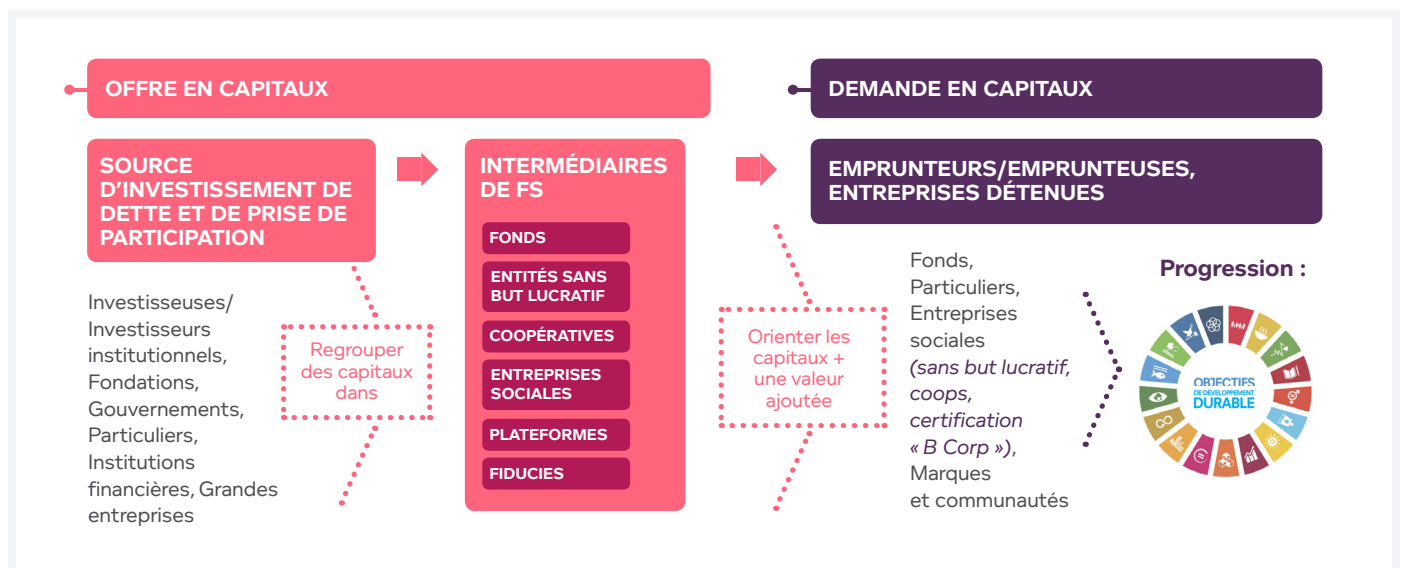 OFFRE EN CAPITAUX
DEMANDE EN CAPITAUX
SOURCE
D’INVESTISSEMENT DE
DETTE ET DE PRISE DE
PARTICIPATION
Investisseuses/
Investisseurs
institutionnels,
Fondations,
Gouvernements,
Particuliers,
Institutions
financières, Grandes
entreprises
Regrouper
des capitaux
dans
INTERMÉDIAIRES
DE FS
FONDS
ENTITÉS SANS
BUT LUCRATIF
COOPÉRATIVES
ENTREPRISES
SOCIALES
PLATEFORMES
FIDUCIES
Orienter les
capitaux +
une valeur
ajoutée
EMPRUNTEURS/EMPRUNTEUSES,
ENTREPRISES DÉTENUES
Fonds,
Particuliers,
Entreprises
sociales
(sans but lucratif,
coops,
certification
« B Corp »),
Marques
et communautés
Progression :
OBJECTIFS
DE DÉVELOPPEMENT
DURABLE